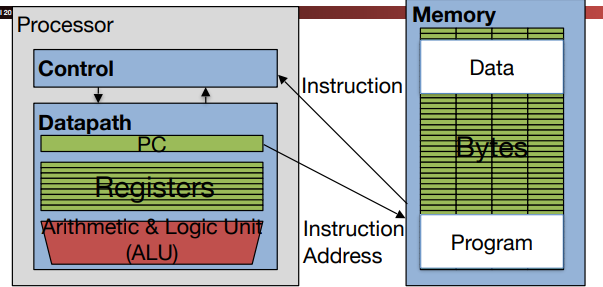 l 20
Processor
Control
Datapath
PC
Registers
Arithmetic & Logic Unit
(ALU)
Instruction
Instruction
Address
Memory
Data
Bytes
Program